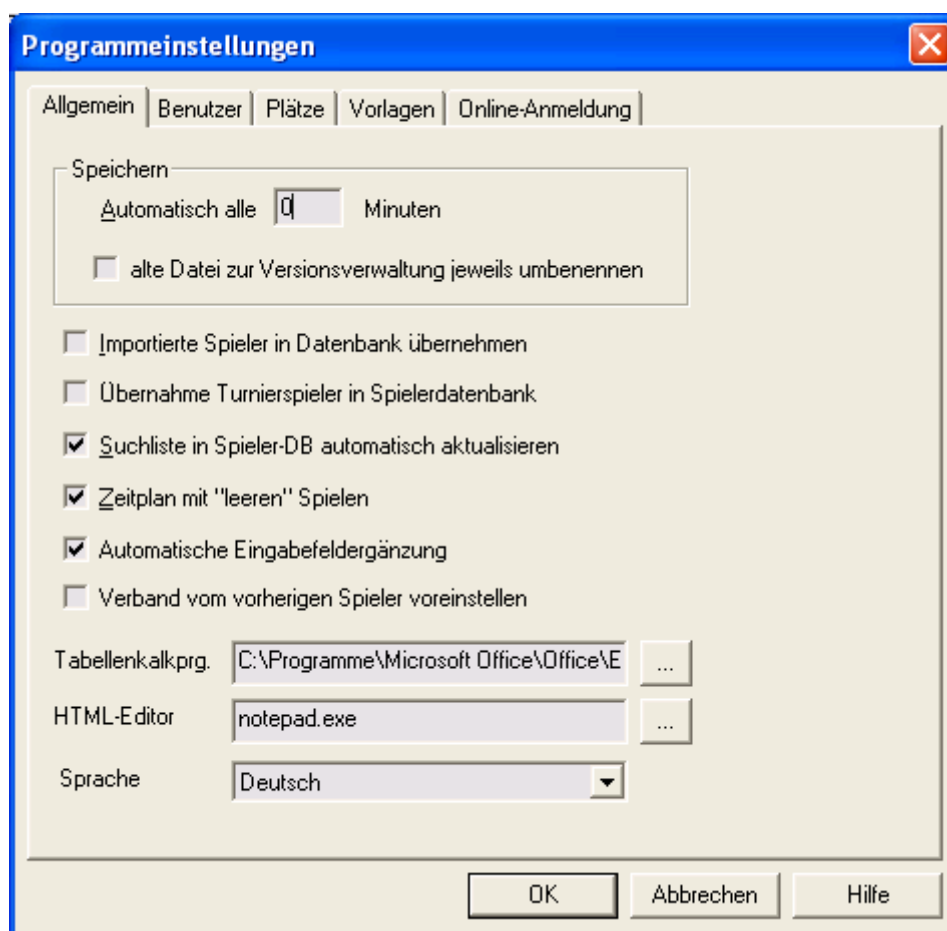 Programmeinstellungen
Allgemein Benutzer Plätze Vorlagen Online-Anmeldung
Speichern
Automatisch alle 0 Minuten
alte Datei zur Versionsverwaltung jeweils umbenennen
Importierte Spieler in Datenbank übernehmen
Übernahme Turnierspieler in Spielerdatenbank
Suchliste in Spieler-DB automatisch aktualisieren
Zeitplan mit "leeren" Spielen
Automatische Eingabefeldergänzung
Verband vom vorherigen Spieler voreinstellen
Tabellenkalkprg. C:\Programme\Microsoft Office\Office\E ...
HTML-Editor notepad.exe ...
Sprache Deutsch
OK Abbrechen Hilfe